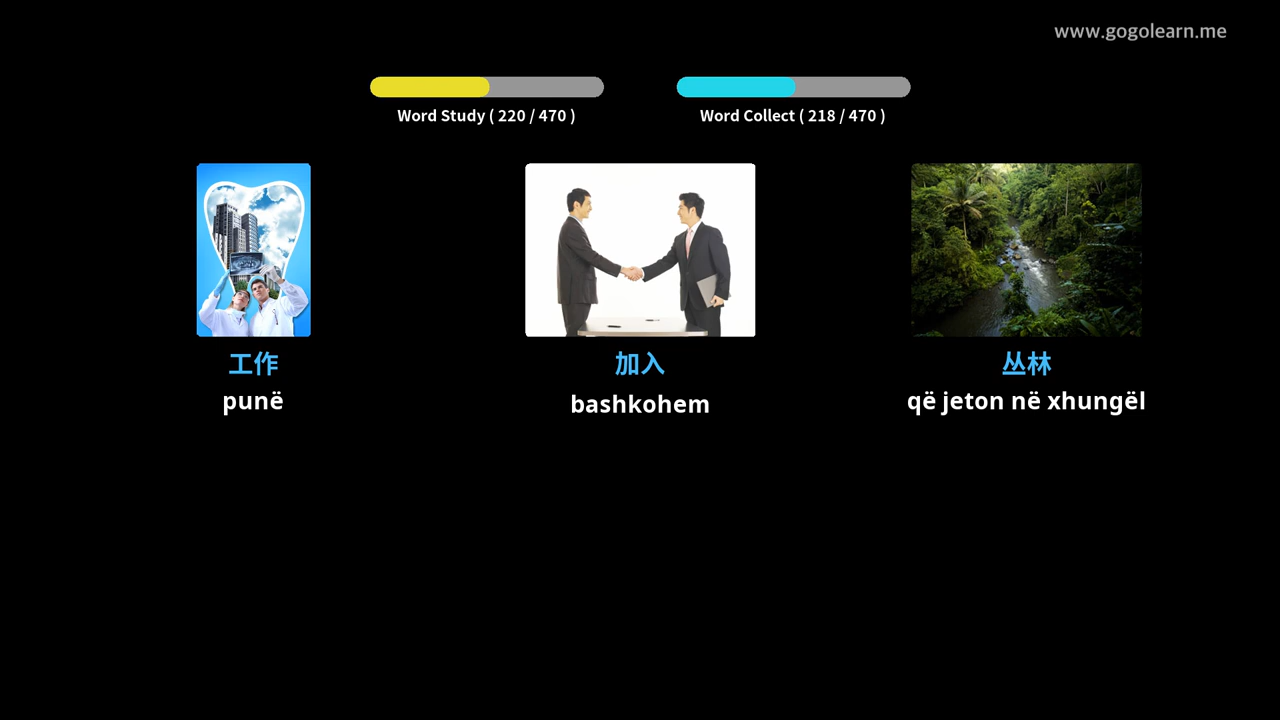 www.gogolearn.me
Word Study ( 220 / 470 )
Word Collect ( 218 / 470 )
工作
加入
丛林
punë
bashkohem
që jeton në xhungël